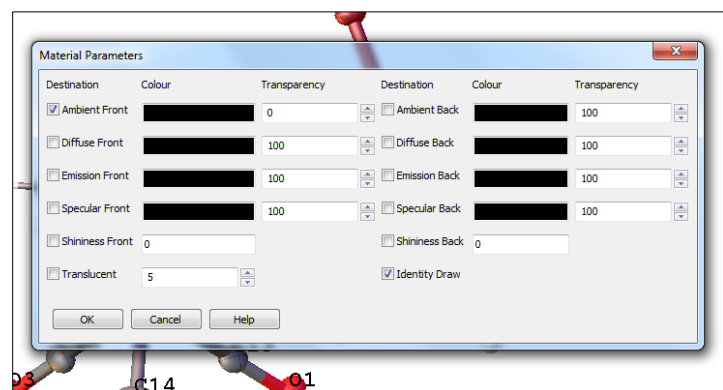 Material Parameters
Destination Colour Transparency Destination Colour Transparency
Ambient Front 0 Ambient Back 100
Diffuse Front 100 Diffuse Back 100
Emission Front 100 Emission Back 100
Specular Front 100 Specular Back 100
Shininess Front 0 Shininess Back 0
Translucent 5 Identity Draw
OK Cancel Help
O3 C14 O1